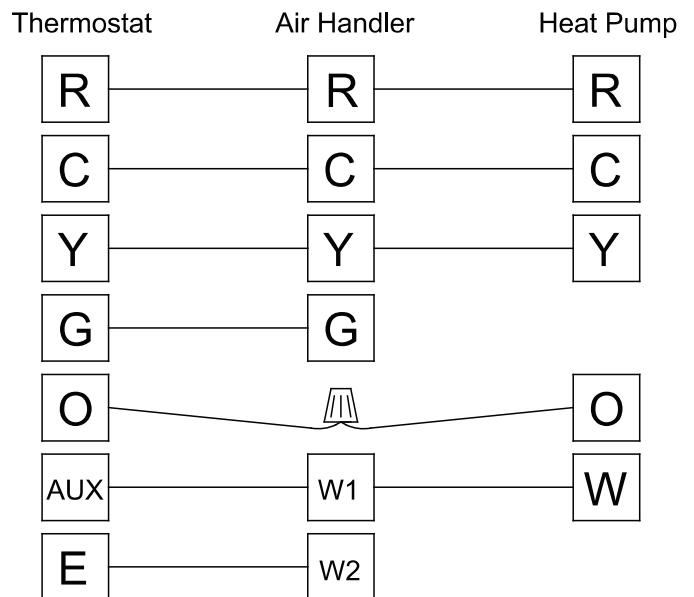 Thermostat Air Handler Heat Pump
R R R
C C C
Y Y Y
G G
O O
AUX W1 W
E W2